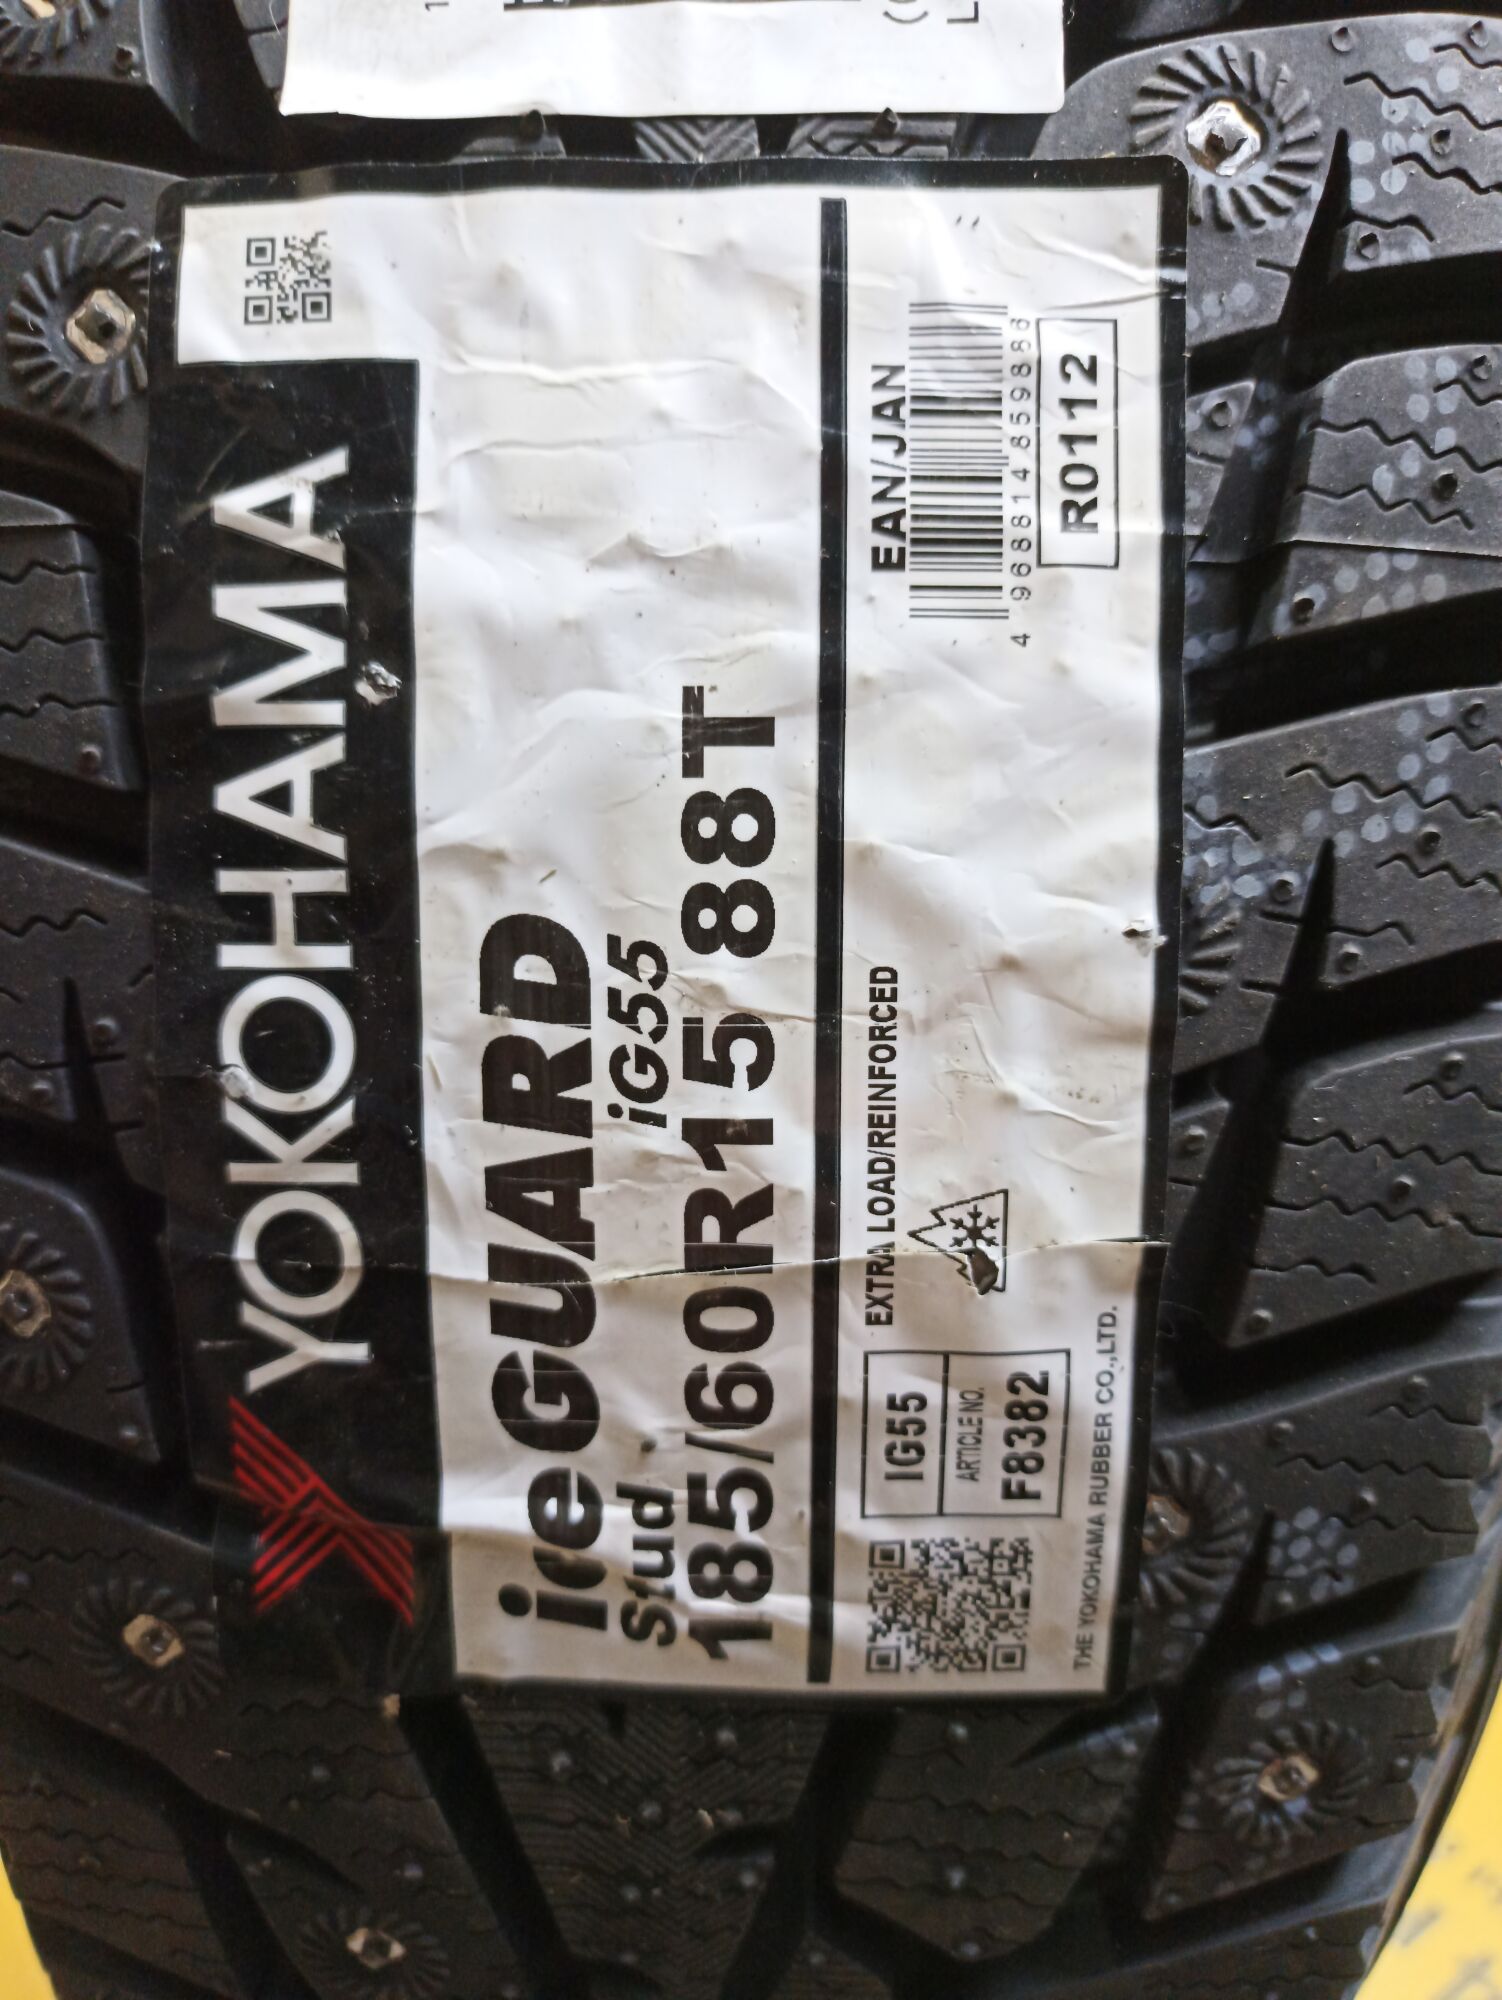 YOKOHAMA
iceGUARD
Stud iG55
185/60R15 88T
EXTRA LOAD/REINFORCED
EAN/JAN
4 968814 859886
R0112
IG55
ARTICLE NO.
F8382
THE YOKOHAMA RUBBER CO.,LTD.